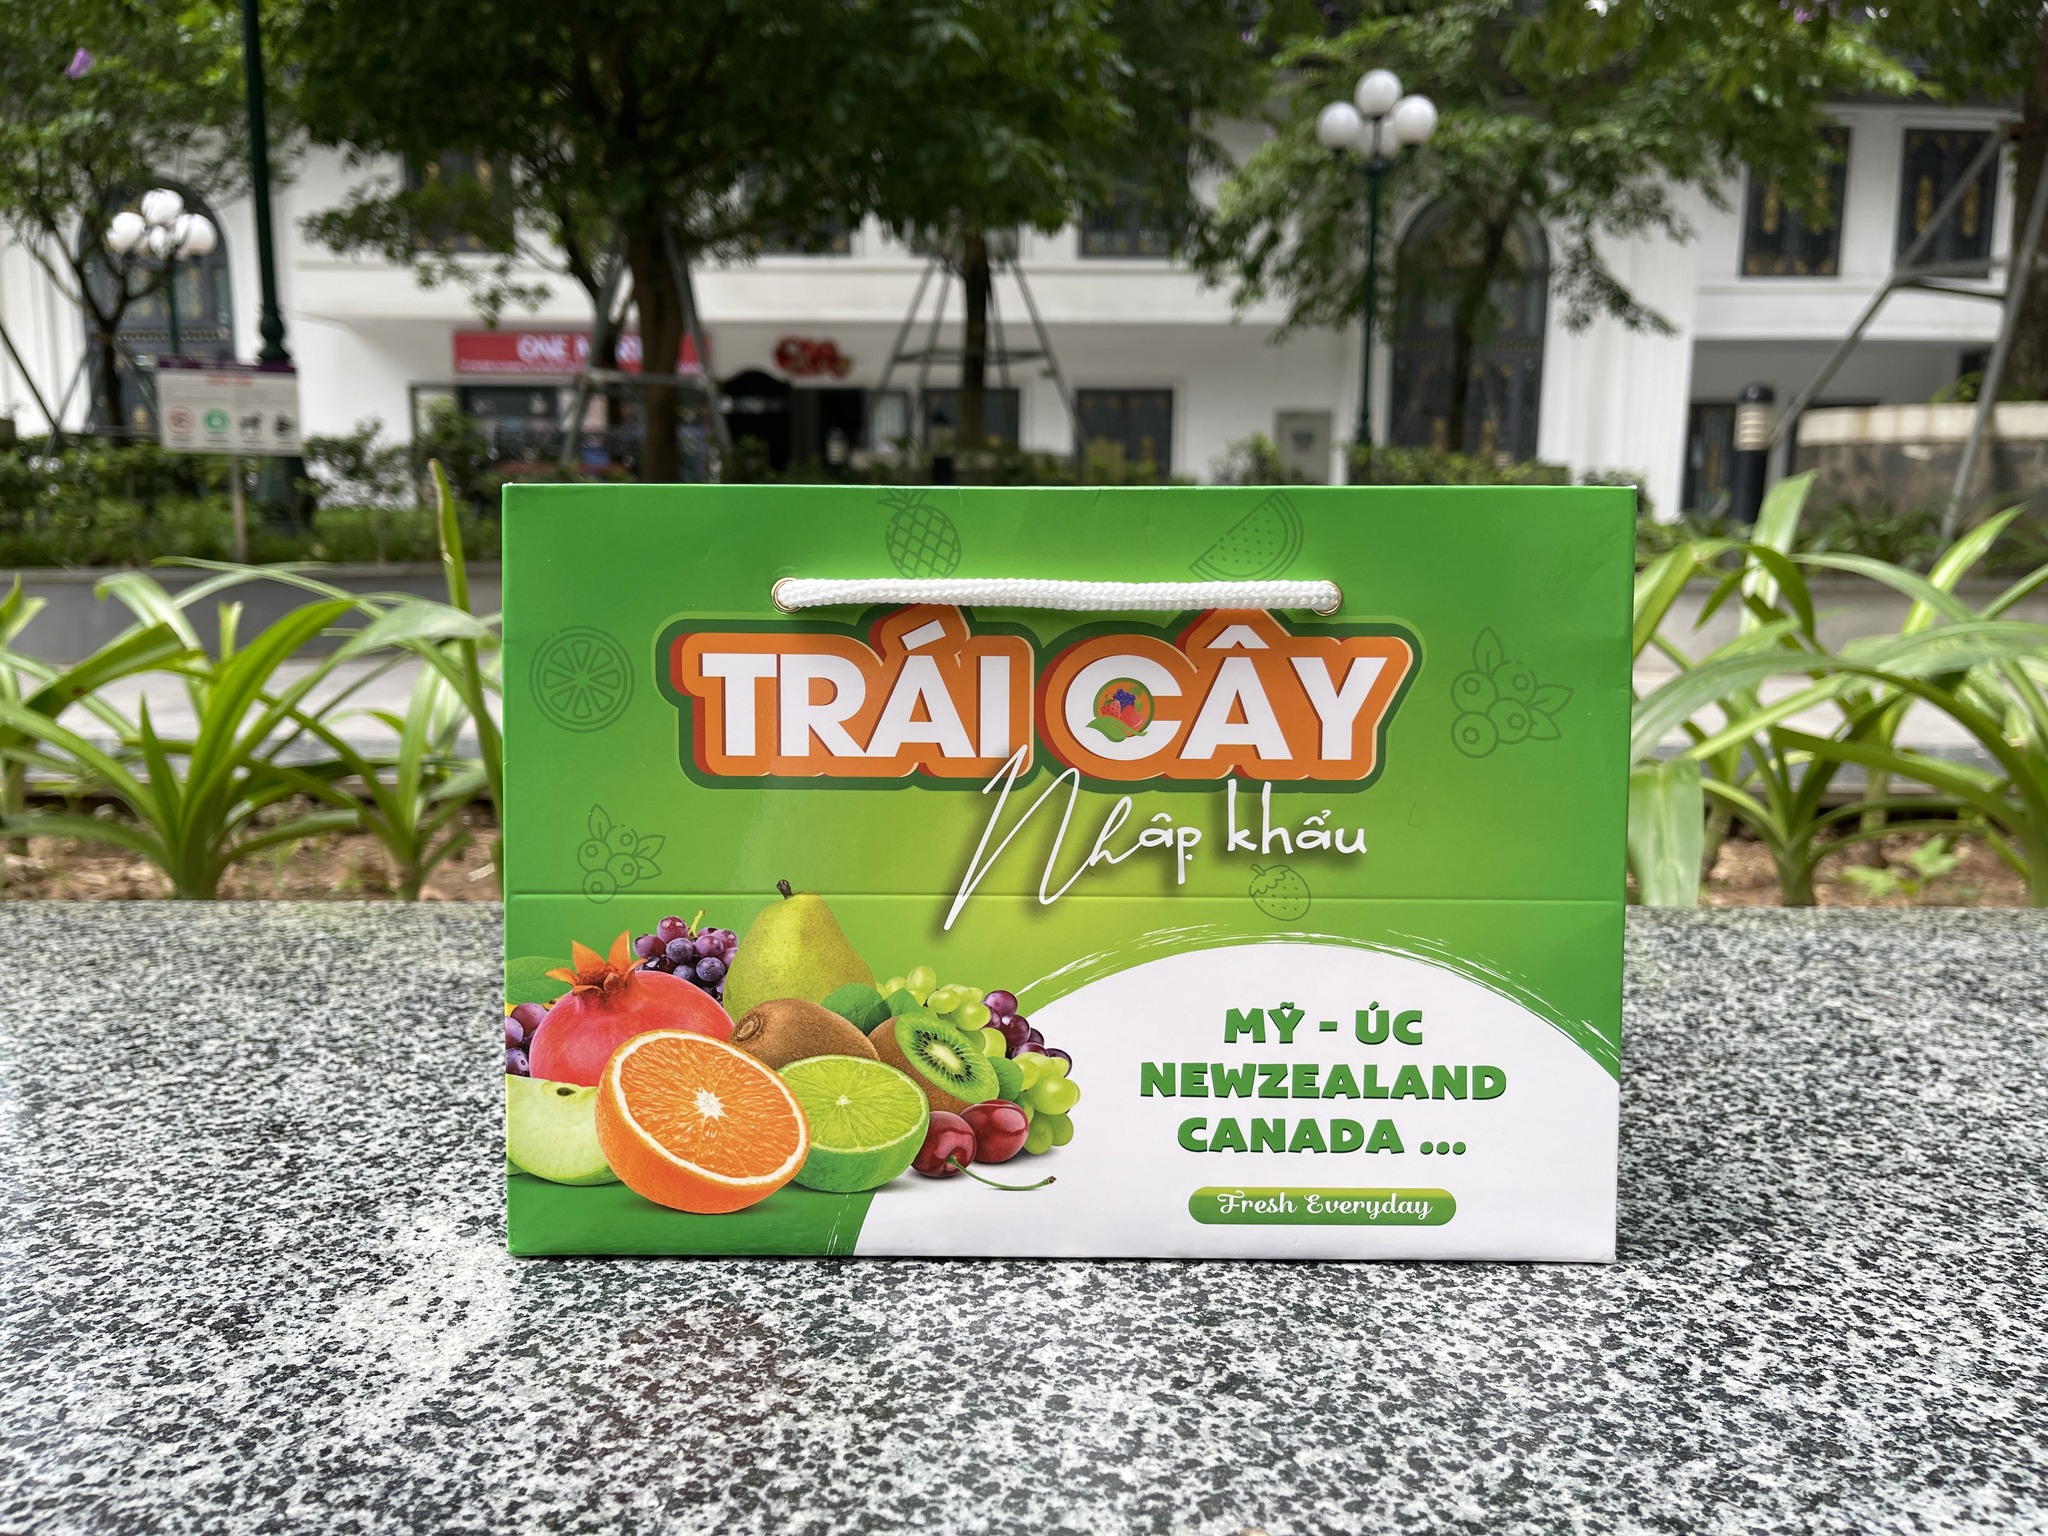 TRÁI CÂY
Nhập khẩu
MỸ - ÚC
NEWZEALAND
CANADA ...
Fresh Everyday